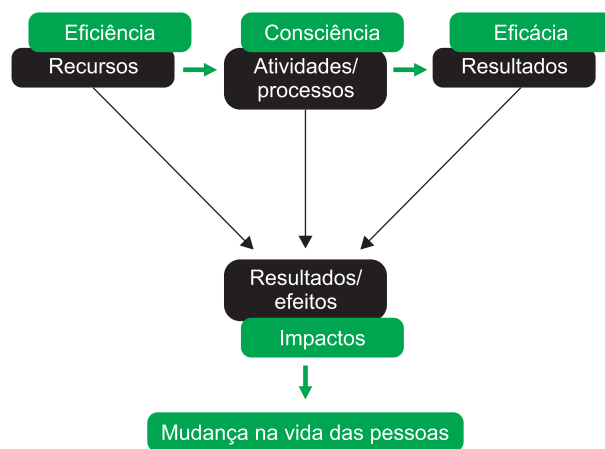 Eficiência
Recursos
Consciência
Atividades/
processos
Eficácia
Resultados
Resultados/
efeitos
Impactos
Mudança na vida das pessoas